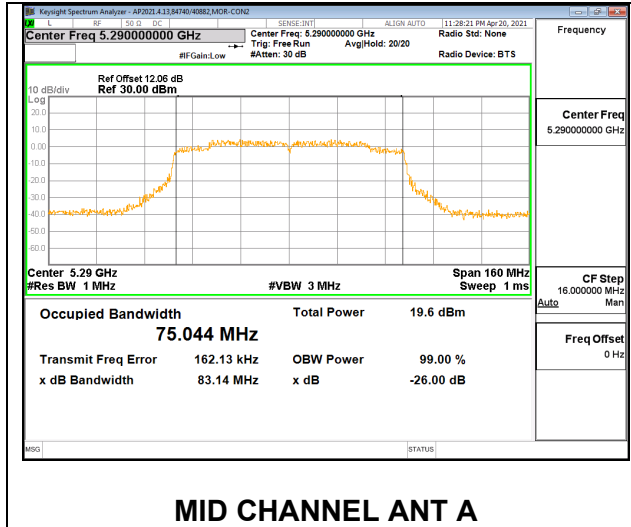 Keysight Spectrum Analyzer - AP2021.4.13,84740/40882,MOR-CON2
L RF 50 Ω DC SENSE:INT ALIGN AUTO 11:28:21 PM Apr 20, 2021
Center Freq 5.290000000 GHz
Center Freq: 5.290000000 GHz Radio Std: None
Trig: Free Run Avg|Hold: 20/20
#IFGain:Low #Atten: 30 dB Radio Device: BTS
Frequency
Ref Offset 12.06 dB
10 dB/div Ref 30.00 dBm
Log
20.0
10.0
0.00
-10.0
-20.0
-30.0
-40.0
-50.0
-60.0
Center Freq
5.290000000 GHz
Center 5.29 GHz Span 160 MHz
#Res BW 1 MHz #VBW 3 MHz Sweep 1 ms
CF Step
16.000000 MHz
Auto Man
Freq Offset
0 Hz
Occupied Bandwidth Total Power 19.6 dBm
75.044 MHz
Transmit Freq Error 162.13 kHz OBW Power 99.00 %
x dB Bandwidth 83.14 MHz x dB -26.00 dB
MSG STATUS
MID CHANNEL ANT A